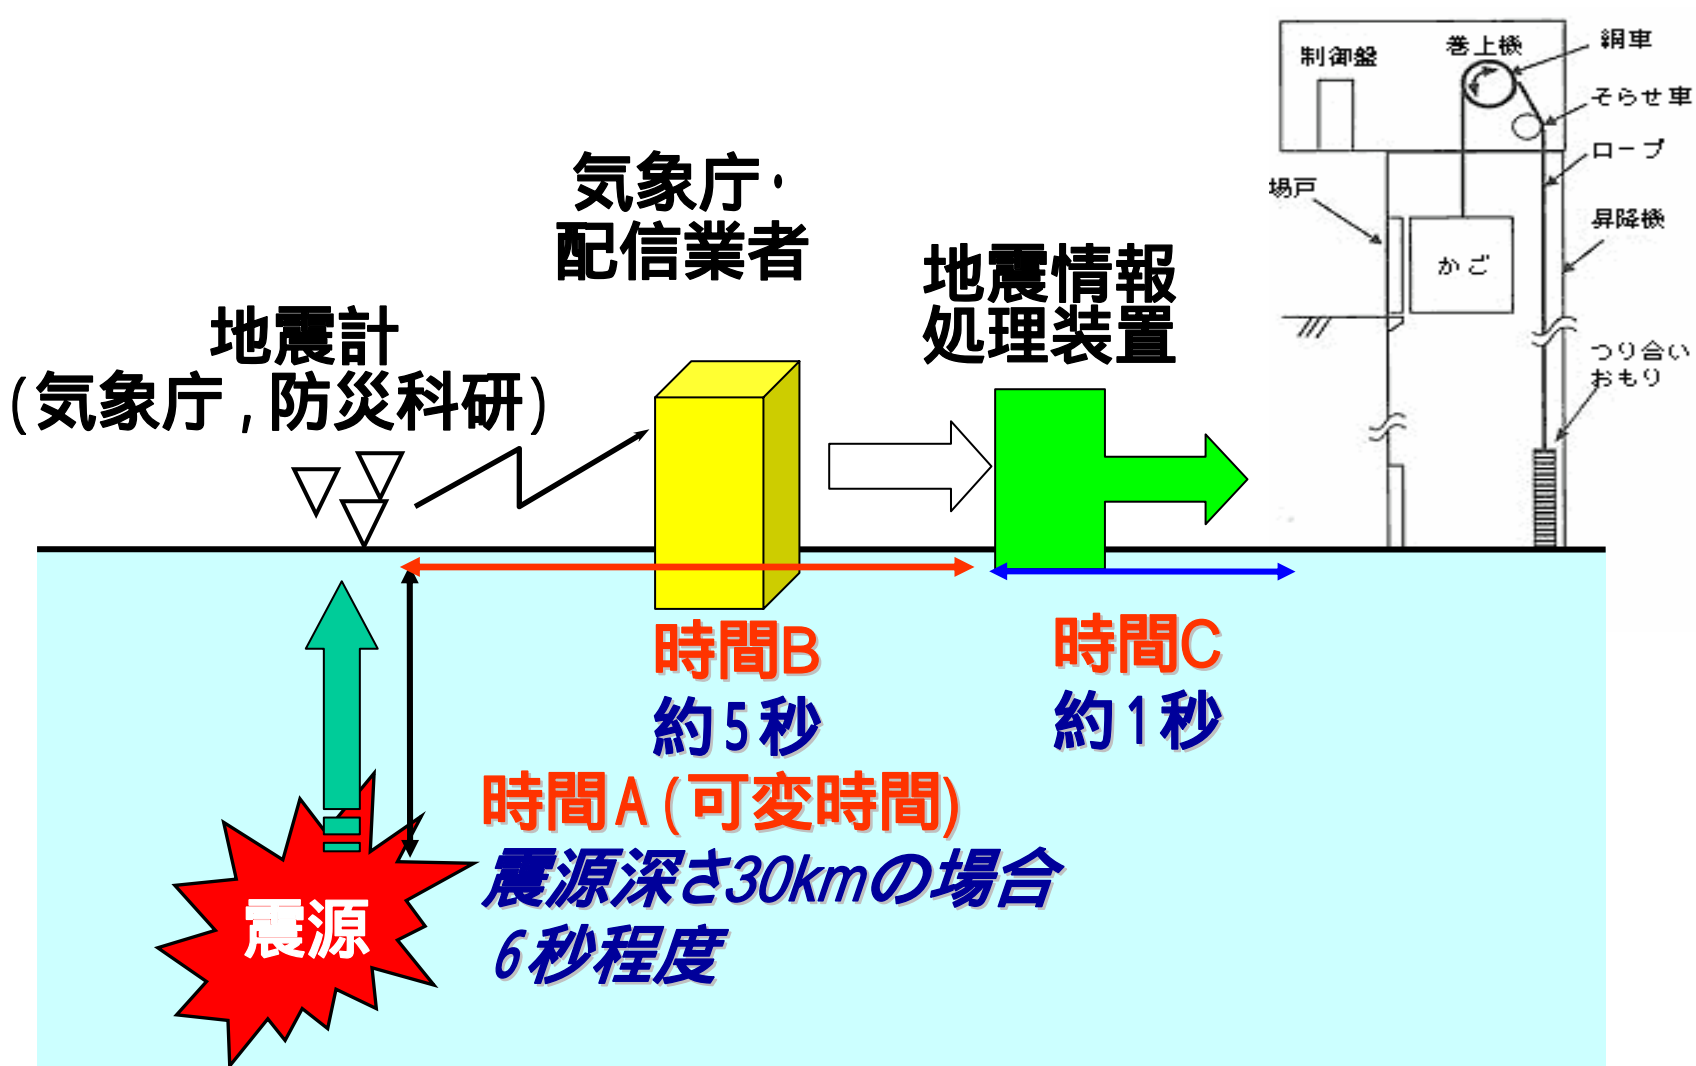 地震計
(気象庁,防災科研)
気象庁・
配信業者
地震情報
処理装置
制御盤
巻上機
綱車
そらせ車
ロープ
場戸
昇降機
かご
つり合い
おもり
時間B
約5秒
時間C
約1秒
時間A(可変時間)
震源深さ30kmの場合
6秒程度
震源